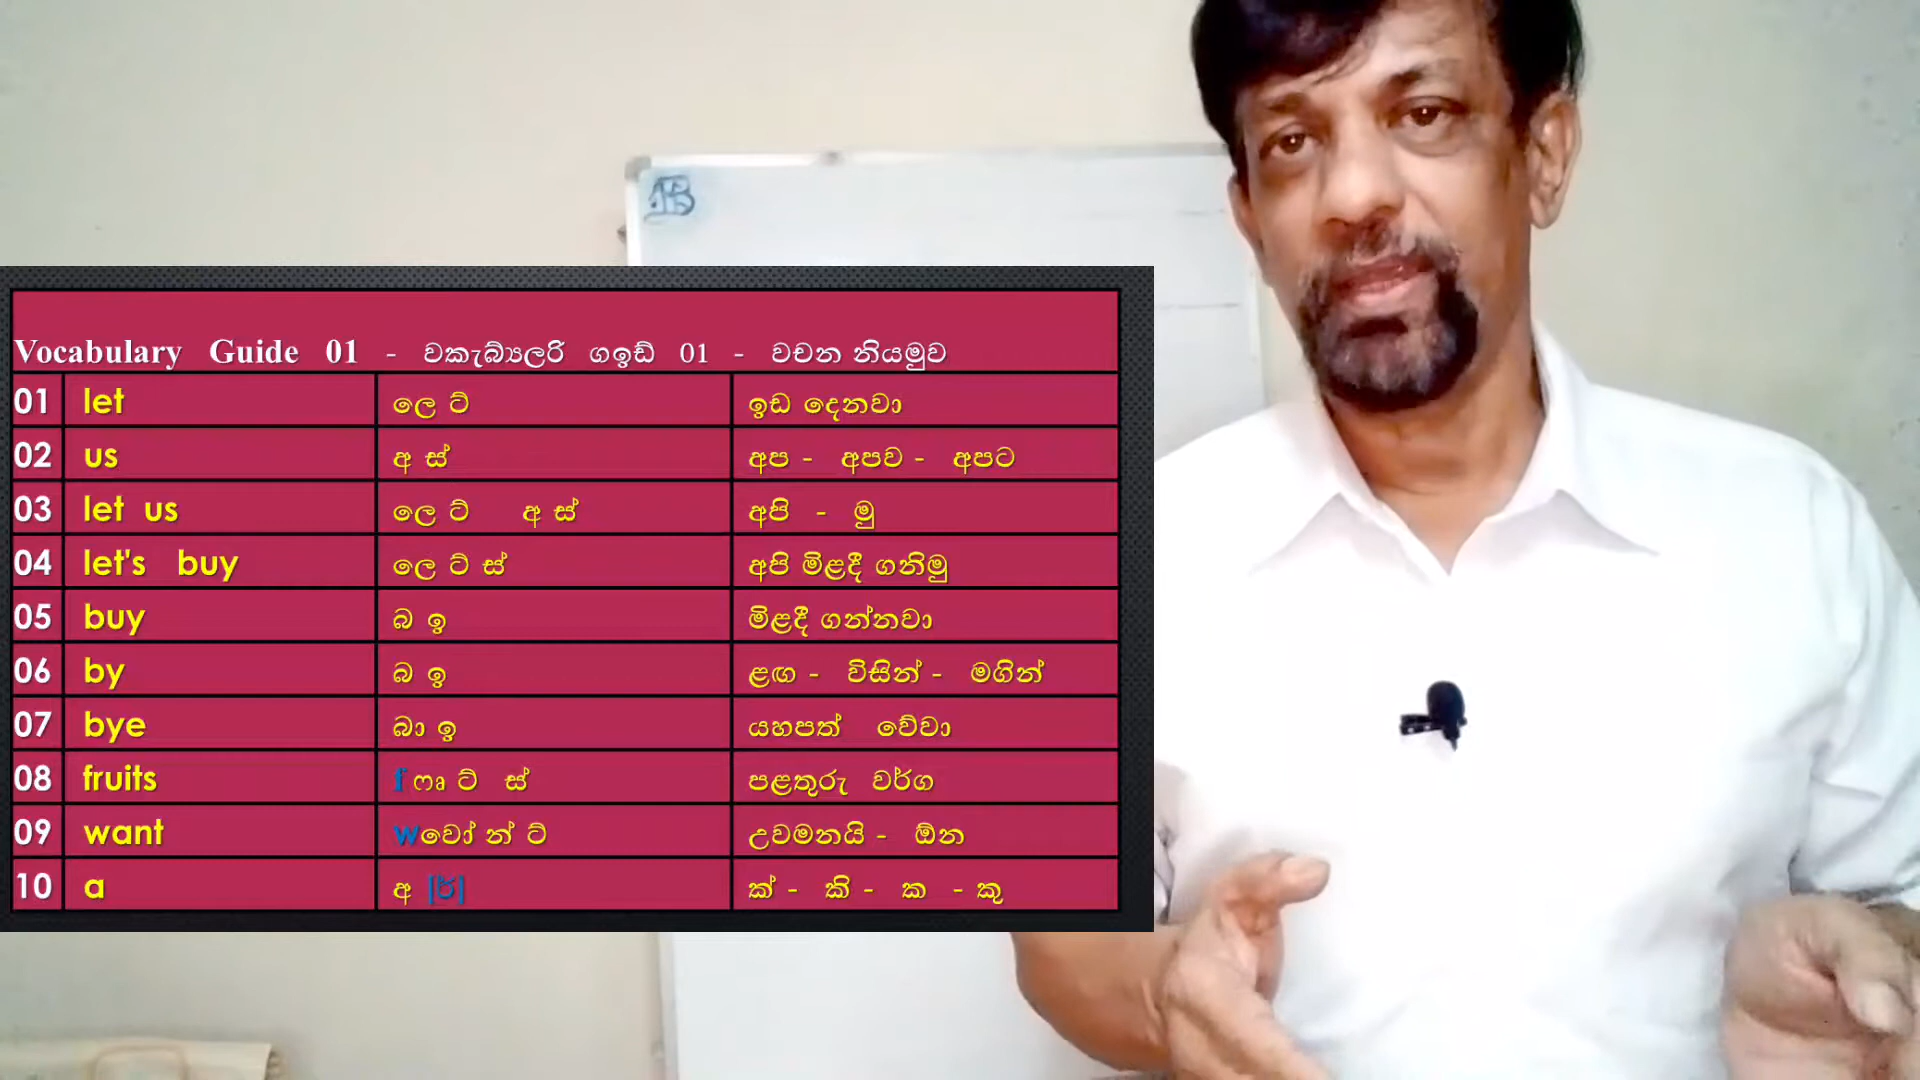 B
Vocabulary Guide 01 - වකැබ්‍යලරි ගඉඩ් 01 - වචන නියමුව
01 let ලෙ ට් ඉඩ දෙනවා
02 us අ ස් අප - අපව - අපට
03 let us ලෙ ට් අ ස් අපි - මු
04 let's buy ලෙ ට් ස් අපි මිළදී ගනිමු
05 buy බ ඉ මිළදී ගන්නවා
06 by බ ඉ ළඟ - විසින් - මගින්
07 bye බා ඉ යහපත් වේවා
08 fruits f ෆෘ ට් ස් පළතුරු වර්ග
09 want wවෝ න් ට් උවමනයි - ඕන
10 a අ [ර්] ක් - කි - ක - කු